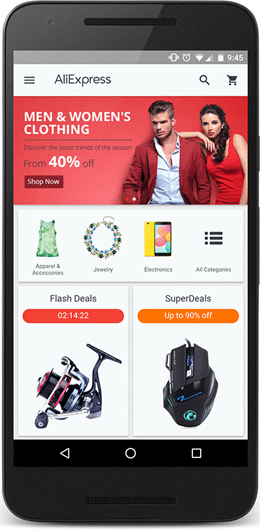 9:45
AliExpress
MEN & WOMEN'S
CLOTHING
Discover the latest trends of the season
From 40% off
Shop Now
Apparel &
Accessories
Jewelry
Electronics
All Categories
Flash Deals
SuperDeals
02:14:22
Up to 90% off